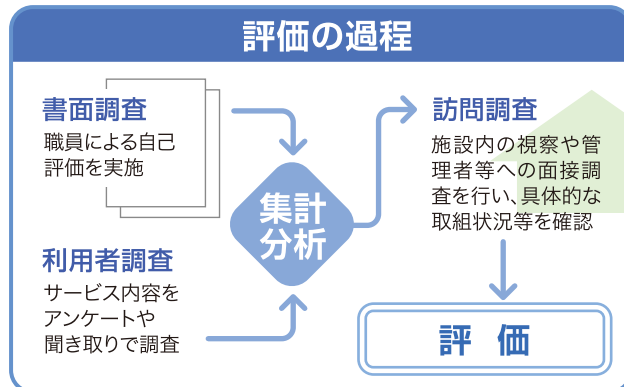 評価の過程
書面調査
職員による自己
評価を実施
利用者調査
サービス内容を
アンケートや
聞き取りで調査
集計
分析
訪問調査
施設内の視察や管
理者等への面接調
査を行い、具体的な
取組状況等を確認
評 価